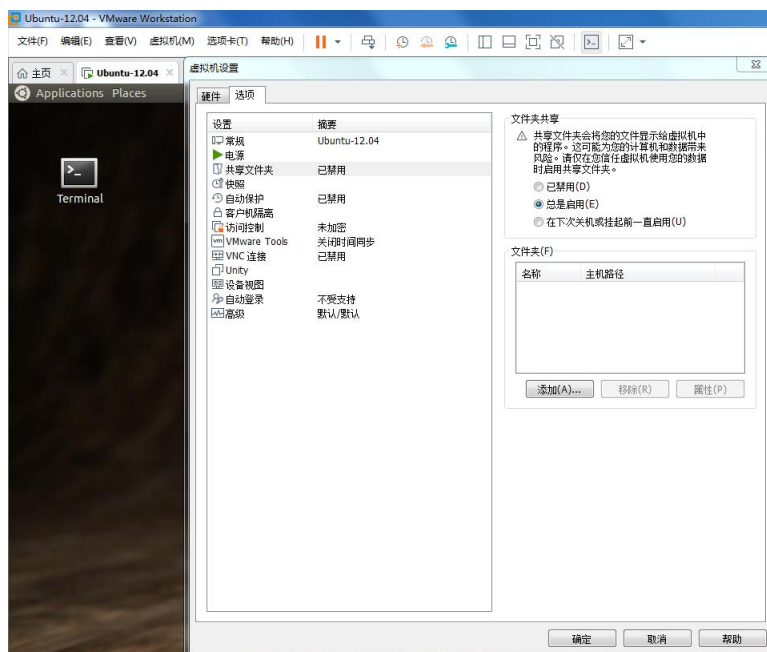 Ubuntu-12.04 - VMware Workstation
文件(F) 编辑(E) 查看(V) 虚拟机(M) 选项卡(T) 帮助(H)
主页 Ubuntu-12.04
Applications Places
Terminal
虚拟机设置
硬件 选项
设置 摘要
常规 Ubuntu-12.04
电源
共享文件夹 已禁用
快照
自动保护 已禁用
客户机隔离
访问控制 未加密
VMware Tools 关闭时间同步
VNC 连接 已禁用
Unity
设备视图
自动登录 不受支持
高级 默认/默认
文件夹共享
共享文件夹会将您的文件显示给虚拟机中
的程序。这可能为您的计算机和数据带来
风险。请仅在您信任虚拟机使用您的数据
时启用共享文件夹。
已禁用(D)
总是启用(E)
在下次关机或挂起前一直启用(U)
文件夹(F)
名称 主机路径
添加(A)... 移除(R) 属性(P)
确定 取消 帮助